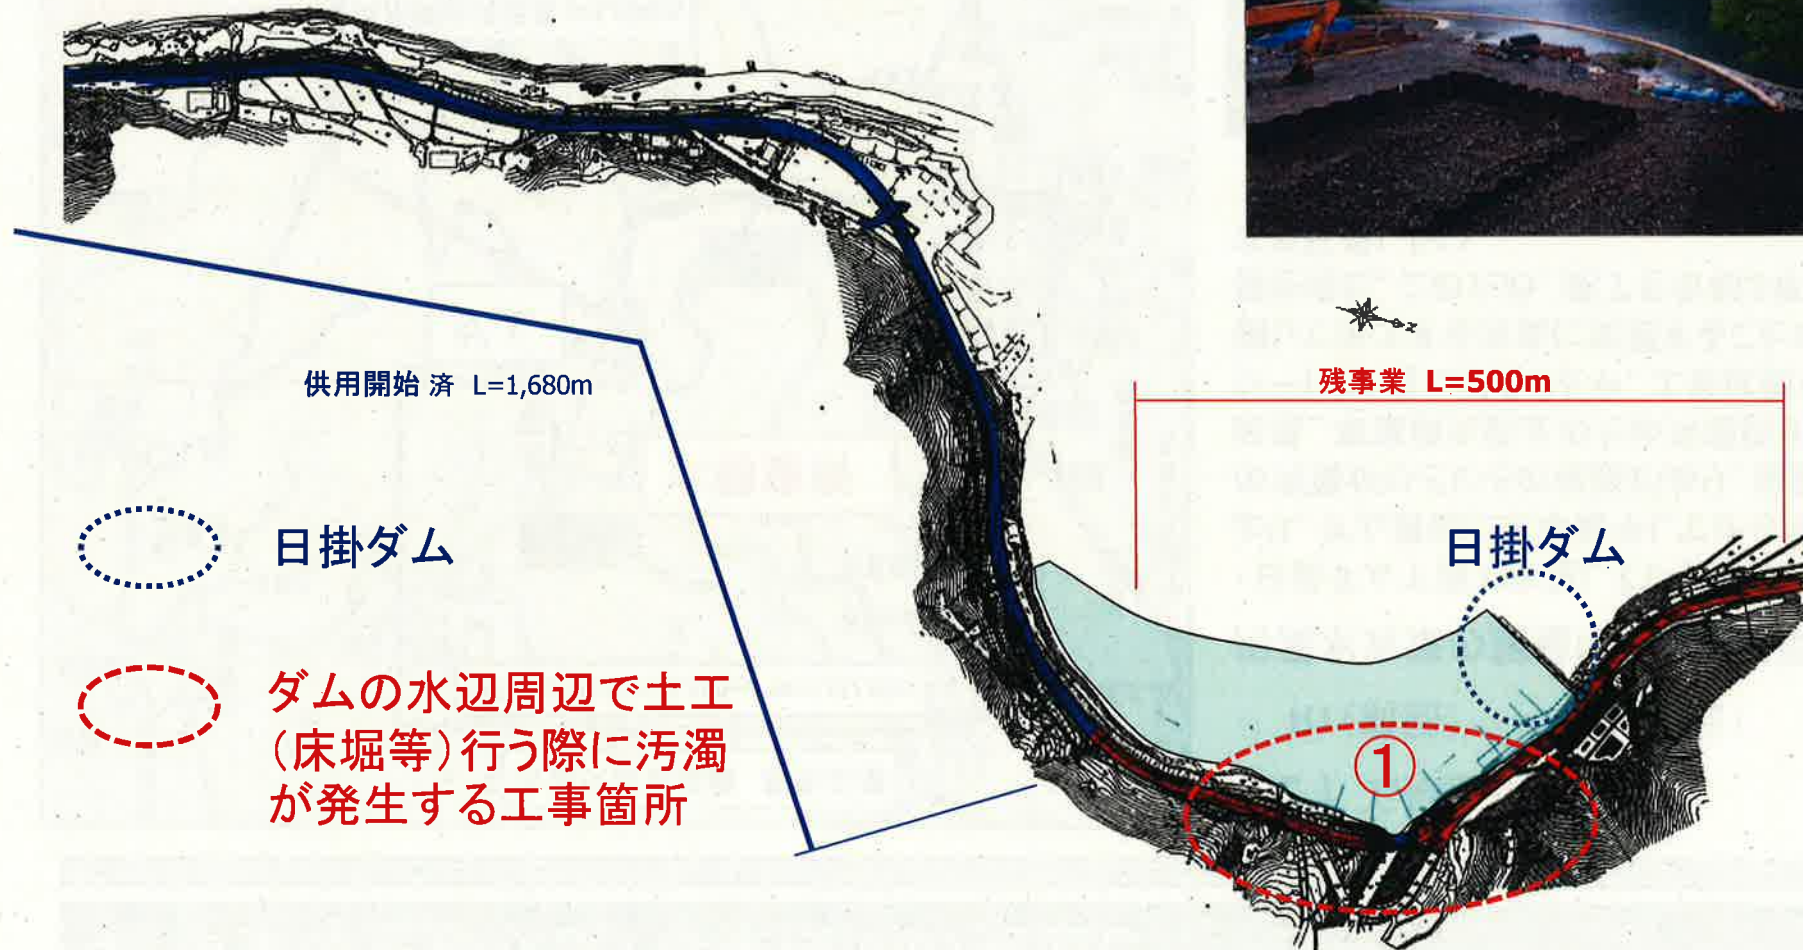 供用開始 済 L=1,680m
残事業 L=500m
N
日掛ダム
日掛ダム
ダムの水辺周辺で土工
(床堀等)行う際に汚濁
が発生する工事箇所
①